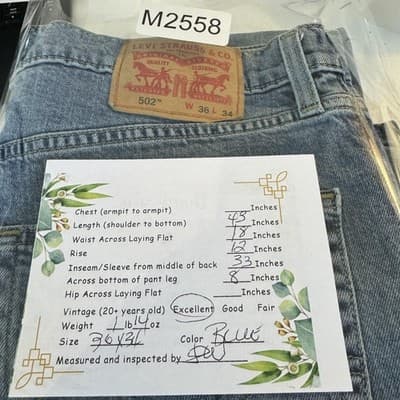 M2558
LEVI STRAUSS & CO.
QUALITY CLOTHING
502™ W 36 L 34
Chest (armpit to armpit) Inches
Length (shoulder to bottom) 43 Inches
Waist Across Laying Flat 18 Inches
Rise 12 Inches
Inseam/Sleeve from middle of back 33 Inches
Across bottom of pant leg 8 Inches
Hip Across Laying Flat Inches
Vintage (20+ years old) Excellent Good Fair
Weight 1 lb 14 oz
Size 36X34 Color Blue
Measured and inspected by